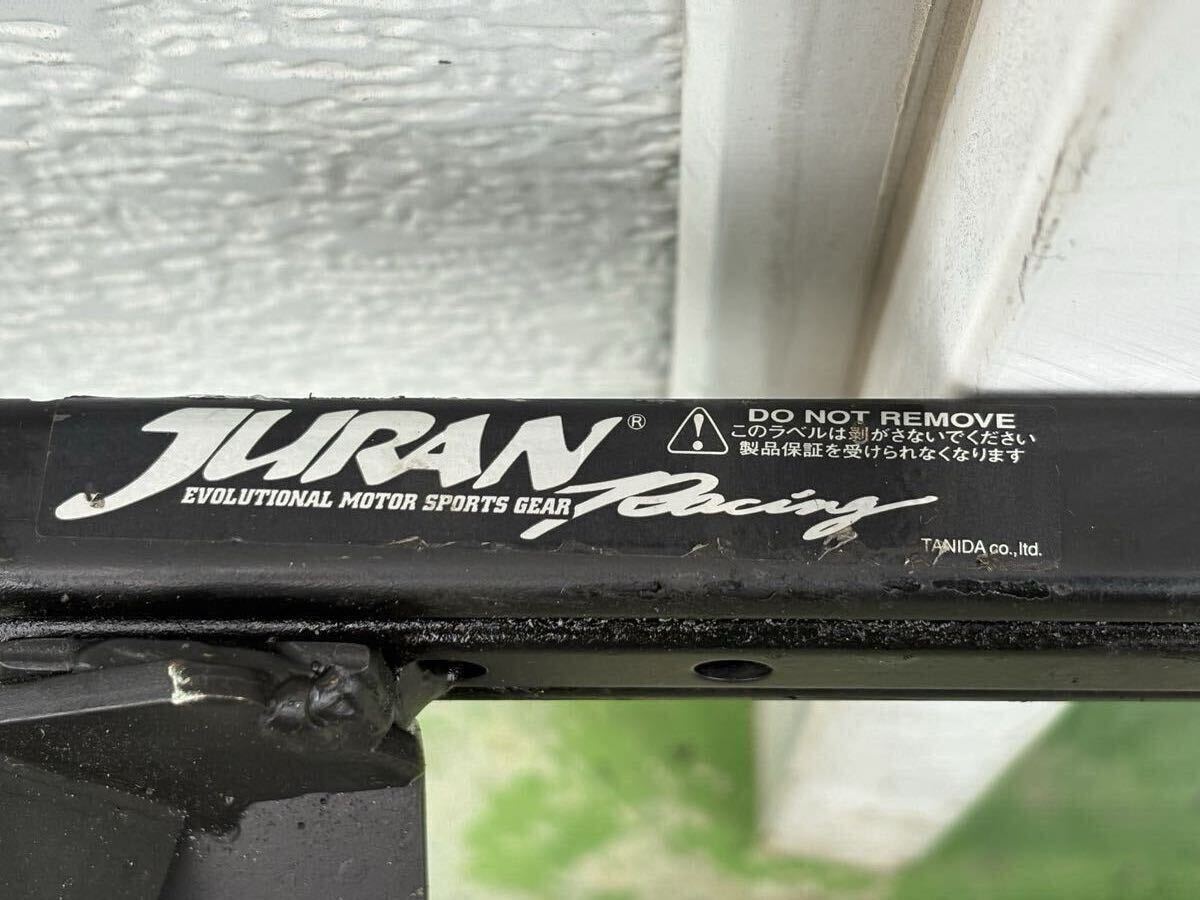 JURAN®
EVOLUTIONAL MOTOR SPORTS GEAR
Racing
DO NOT REMOVE
このラベルは剥がさないでください
製品保証を受けられなくなります
TANIDA co.,ltd.